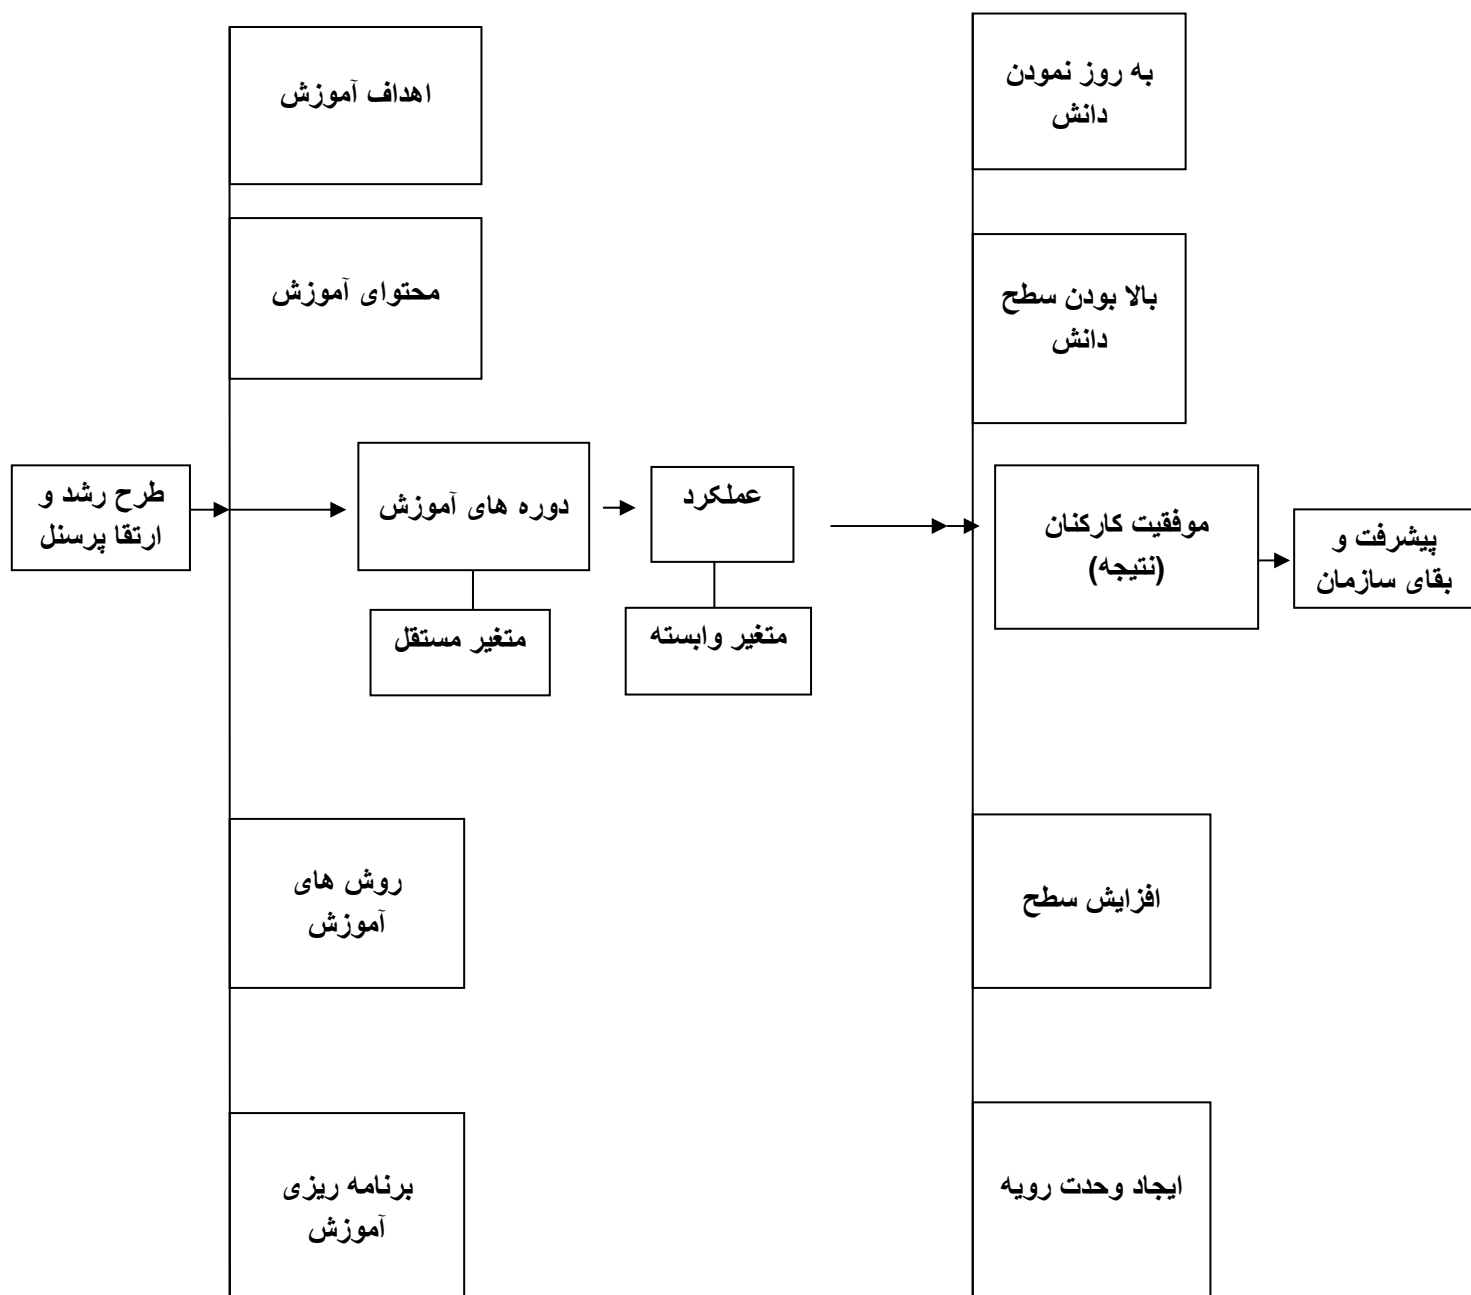 اهداف آموزش
به روز نمودن
دانش
محتوای آموزش
بالا بودن سطح
دانش
طرح رشد و
ارتقا پرسنل
دوره های آموزش
عملکرد
موفقیت کارکنان
(نتیجه)
پیشرفت و
بقای سازمان
متغیر مستقل
متغیر وابسته
روش های
آموزش
افزایش سطح
برنامه ریزی
آموزش
ایجاد وحدت رویه